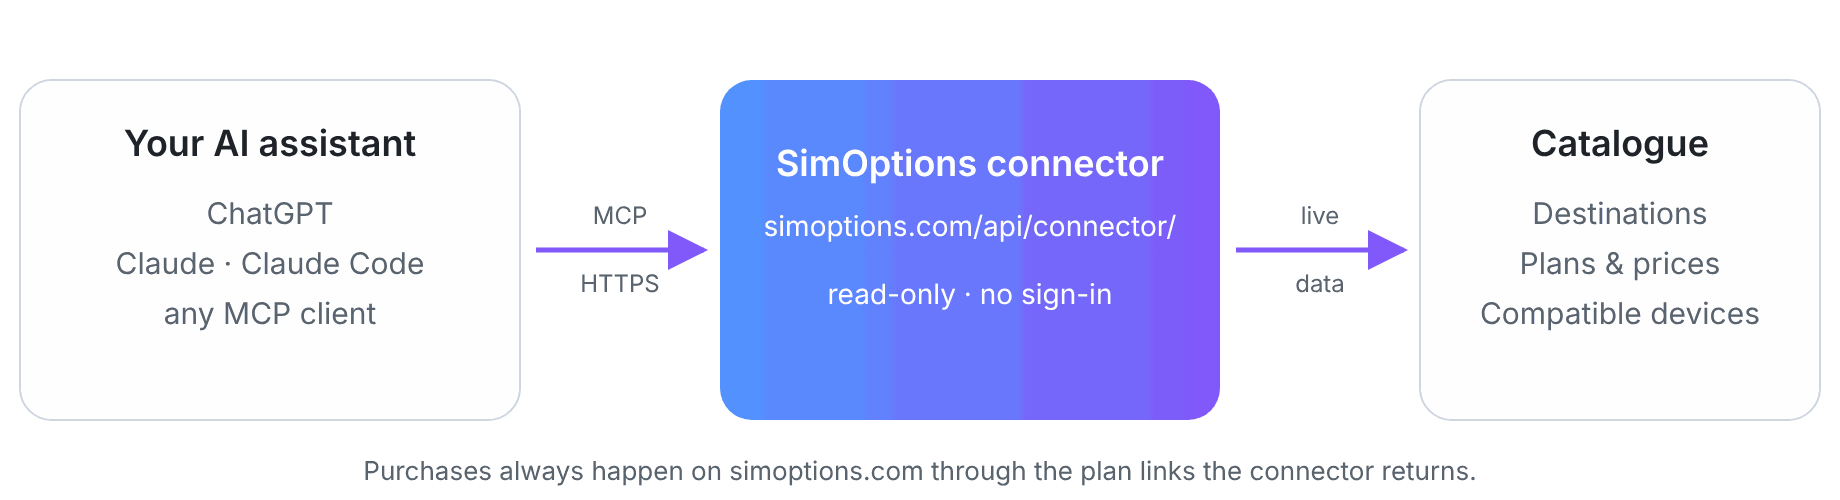 Your AI assistant
ChatGPT
Claude · Claude Code
any MCP client
MCP
HTTPS
SimOptions connector
simoptions.com/api/connector/
read-only · no sign-in
live
data
Catalogue
Destinations
Plans & prices
Compatible devices
Purchases always happen on simoptions.com through the plan links the connector returns.